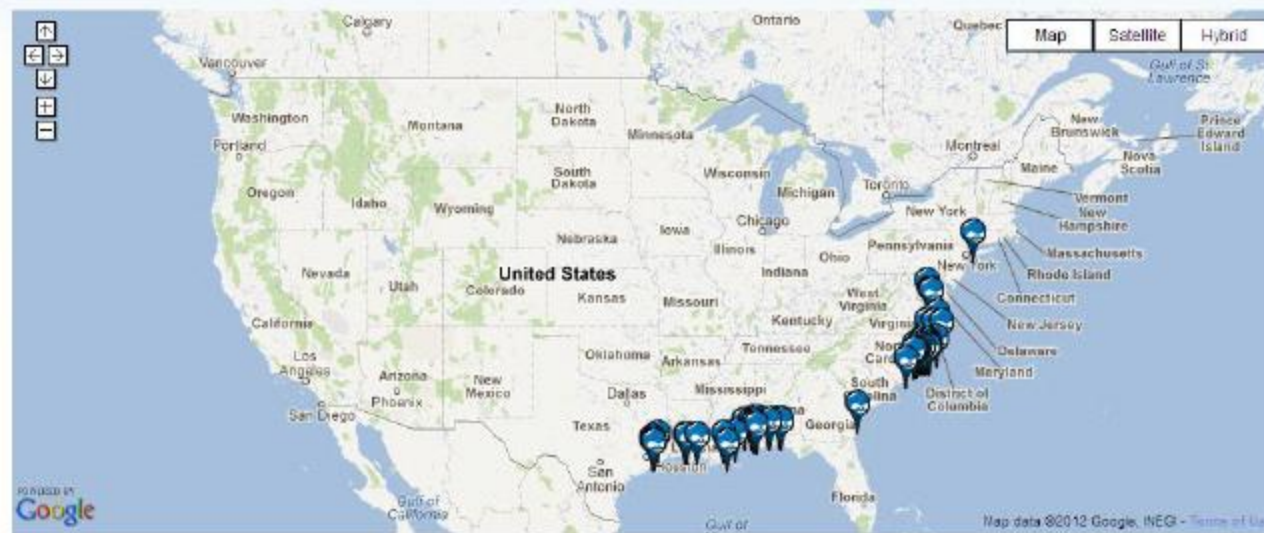 Calgary
Ontario
Quebec
Map
Satellite
Hybrid
Vancouver
Gulf of St
Lawrence
Washington
Montana
North
Dakota
Minnesota
New
Brunswick
Prince
Edward
Island
Portland
Montreal
Nova
Scotia
Maine
Oregon
Idaho
Wyoming
South
Dakota
Wisconsin
Michigan
Toronto
Vermont
New York
New
Hampshire
Chicago
Iowa
Nebraska
Illinois
Indiana
Ohio
Pennsylvania
Massachusetts
New York
Rhode Island
Connecticut
Nevada
Utah
Colorado
United States
Kansas
Missouri
West
Virginia
New Jersey
California
Kentucky
Virginia
Delaware
Maryland
Los
Angeles
Arizona
Phoenix
New
Mexico
Oklahoma
Arkansas
Tennessee
District of
Columbia
San Diego
Dallas
Mississippi
South
Texas
Georgia
Houston
San
Antonio
Florida
Gulf of
California
Gulf of
POWERED BY
Google
Map data ©2012 Google, INEGI - Terms of